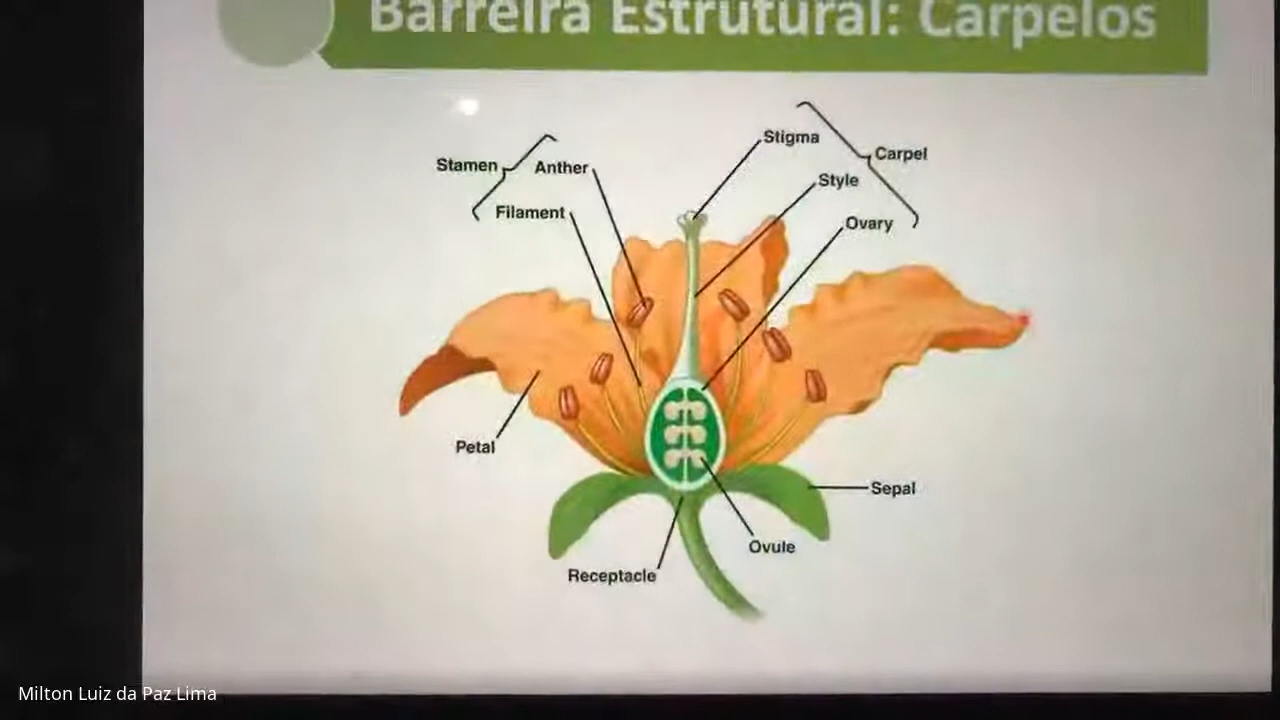 Barreira Estrutural: Carpelos
Stigma
Stamen
Anther
Carpel
Style
Filament
Ovary
Petal
Sepal
Ovule
Receptacle
Milton Luiz da Paz Lima